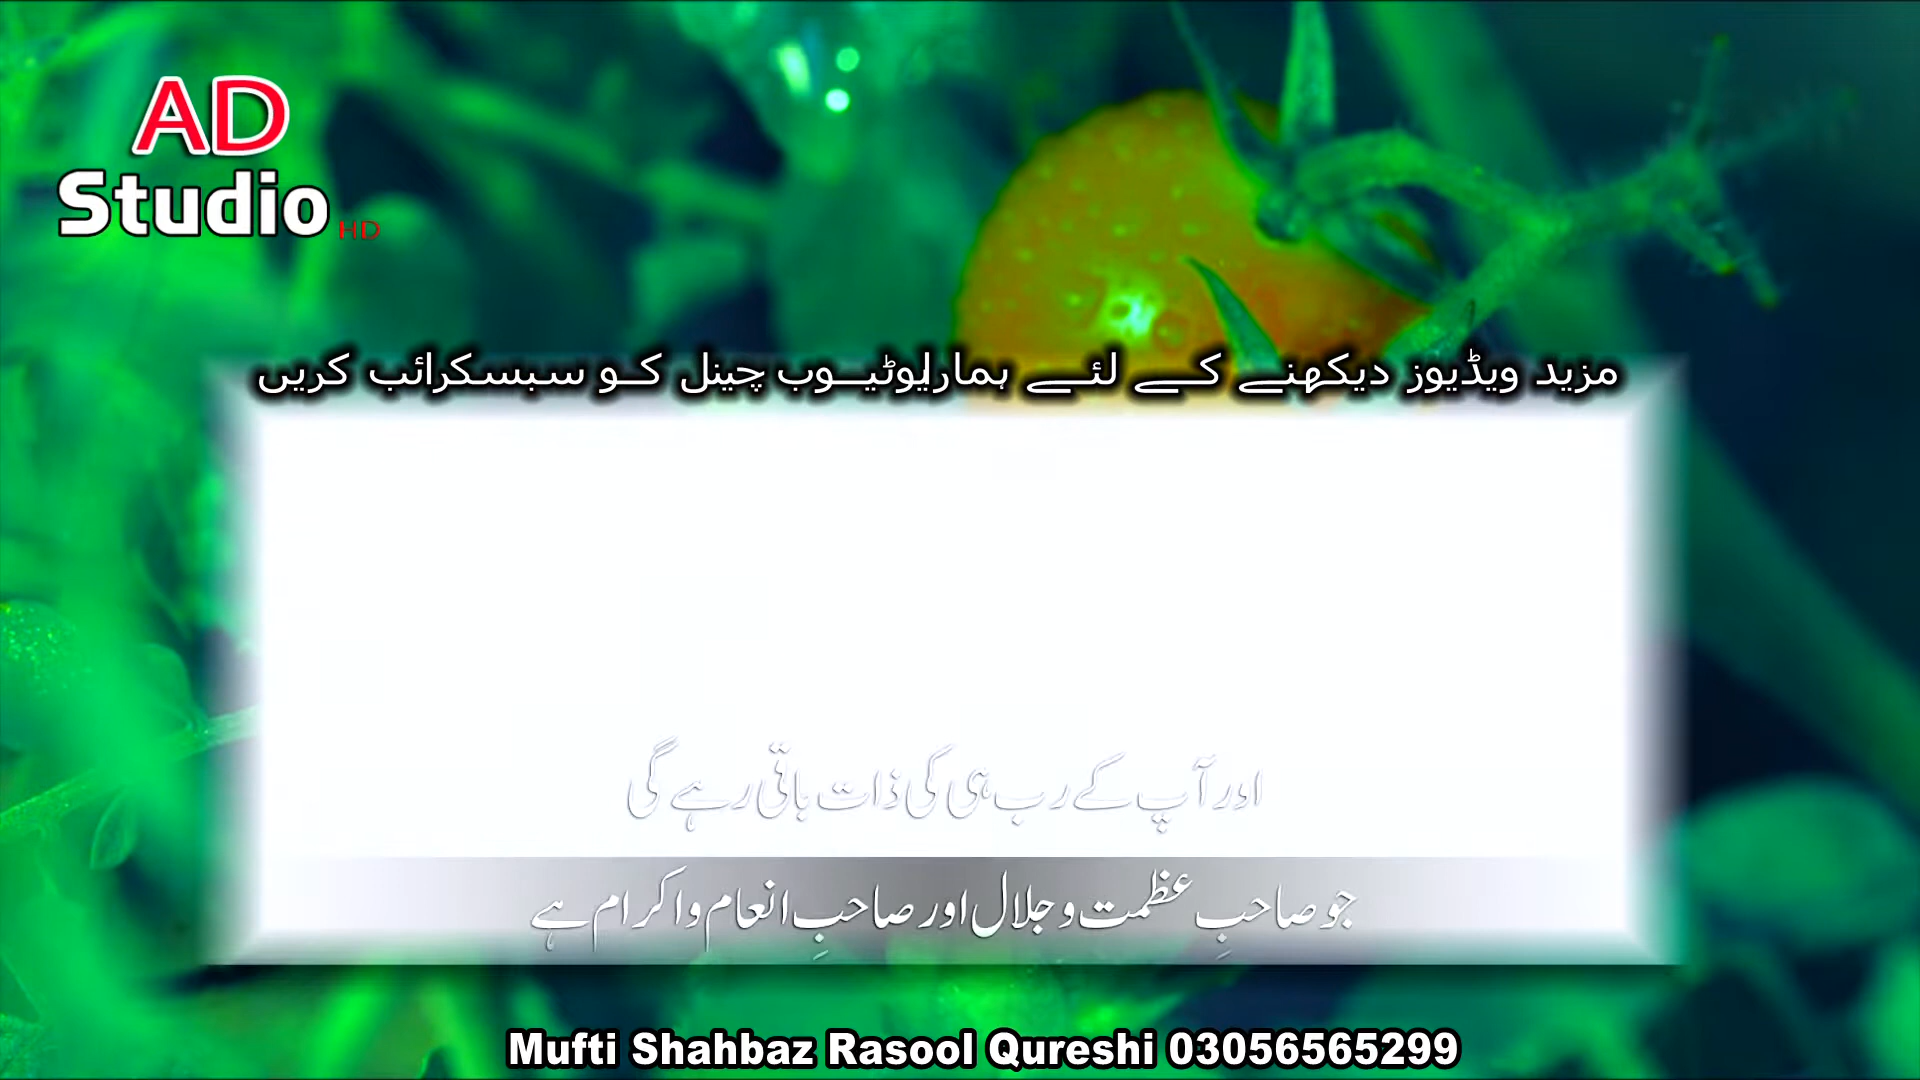 AD
Studio HD
مزید ویڈیوز دیکھنے کے لئے ہمارایوٹیوب چینل کو سبسکرائب کریں
اور آپ کے رب ہی کی ذات باقی رہے گی
جو صاحبِ عظمت و جلال اور صاحبِ انعام و اکرام ہے
Mufti Shahbaz Rasool Qureshi 03056565299